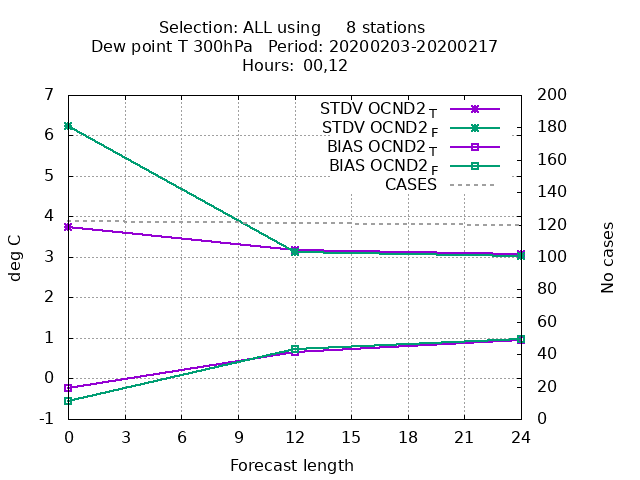 Selection: ALL using     8 stations
Dew point T 300hPa   Period: 20200203-20200217
Hours: 00,12
7
6
5
4
3
2
1
0
-1
200
180
160
140
120
100
80
60
40
20
0
STDV OCND2 T
STDV OCND2 F
BIAS OCND2 T
BIAS OCND2 F
CASES
deg C
No cases
0 3 6 9 12 15 18 21 24
Forecast length